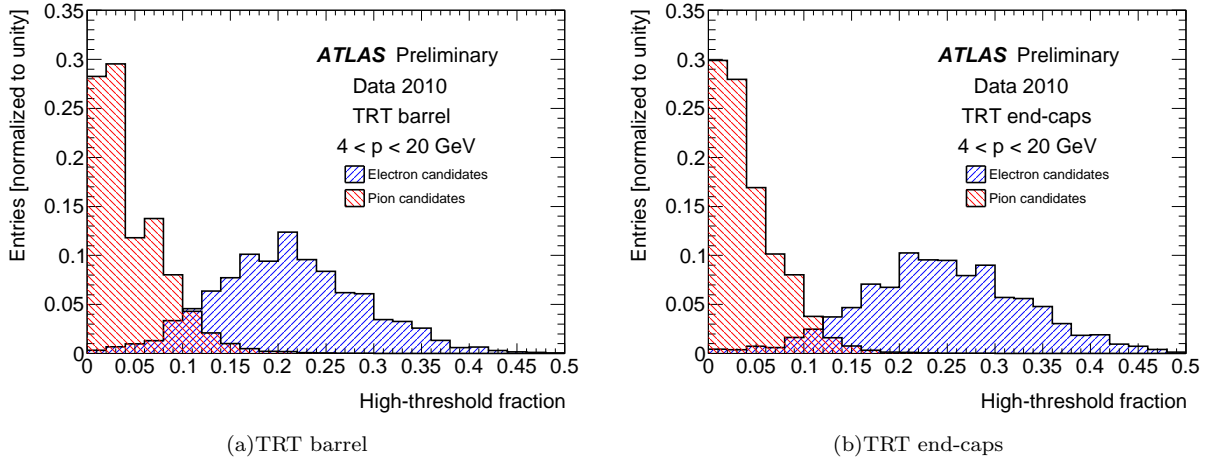 Entries [normalized to unity]
0.35
0.3
0.25
0.2
0.15
0.1
0.05
0
ATLAS Preliminary
Data 2010
TRT barrel
4 < p < 20 GeV
Electron candidates
Pion candidates
0 0.05 0.1 0.15 0.2 0.25 0.3 0.35 0.4 0.45 0.5
High-threshold fraction
(a)TRT barrel
Entries [normalized to unity]
0.35
0.3
0.25
0.2
0.15
0.1
0.05
0
ATLAS Preliminary
Data 2010
TRT end-caps
4 < p < 20 GeV
Electron candidates
Pion candidates
0 0.05 0.1 0.15 0.2 0.25 0.3 0.35 0.4 0.45 0.5
High-threshold fraction
(b)TRT end-caps